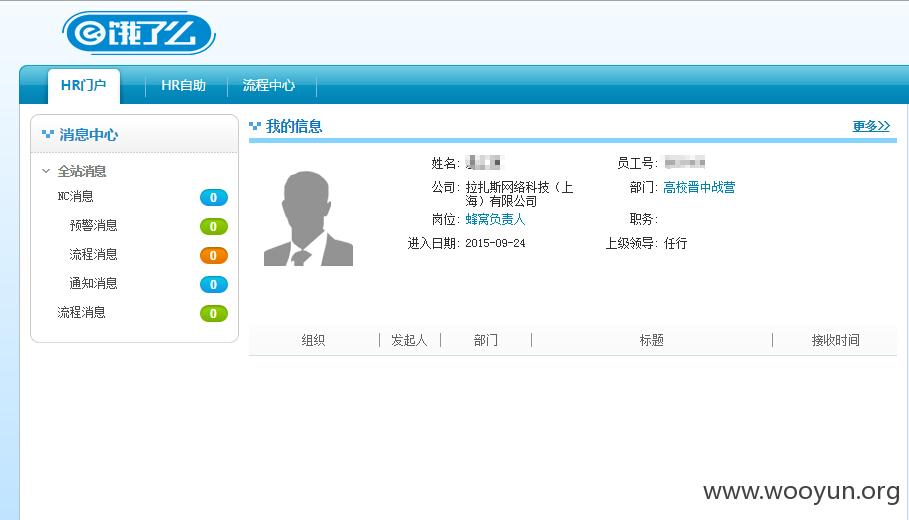 饿了么
HR门户 HR自助 流程中心
消息中心
全站消息
NC消息 0
预警消息 0
流程消息 0
通知消息 0
流程消息 0
我的信息 更多>>
姓名: 员工号:
公司: 拉扎斯网络科技（上 部门: 高校晋中战营
海）有限公司
岗位: 蜂窝负责人 职务:
进入日期: 2015-09-24 上级领导: 任行
组织 发起人 部门 标题 接收时间
www.wooyun.org